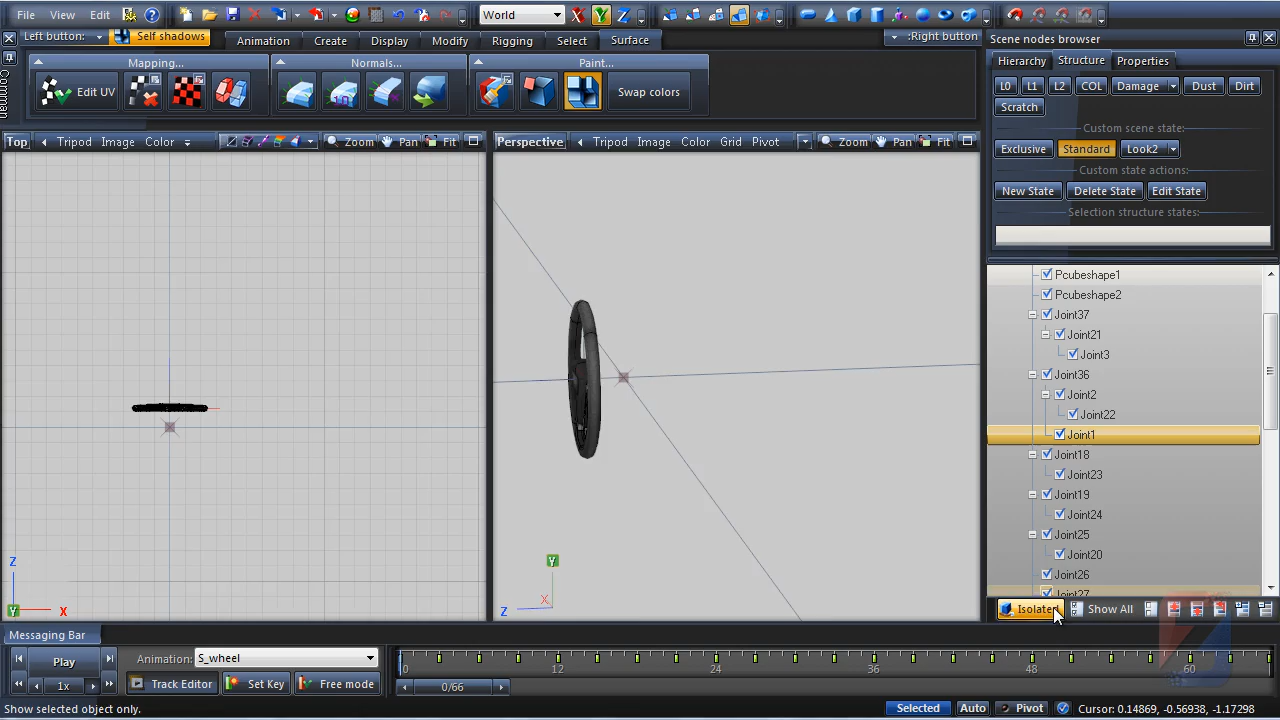 File View Edit World X Y Z
Left button: Self shadows Animation Create Display Modify Rigging Select Surface :Right button
Mapping... Normals... Paint...
Edit UV Swap colors
Top Tripod Image Color Zoom Pan Fit
Perspective Tripod Image Color Grid Pivot Zoom Pan Fit
Z
Y X
Y
X
Z
Scene nodes browser
Hierarchy Structure Properties
L0 L1 L2 COL Damage Dust Dirt
Scratch
Custom scene state:
Exclusive Standard Look2
Custom state actions:
New State Delete State Edit State
Selection structure states:
Pcubeshape1
Pcubeshape2
Joint37
Joint21
Joint3
Joint36
Joint2
Joint22
Joint1
Joint18
Joint23
Joint19
Joint24
Joint25
Joint20
Joint26
Joint27
Isolated Show All
Messaging Bar
Play Animation: S_wheel 0 12 24 36 48 60
1x Track Editor Set Key Free mode 0/66
Show selected object only. Selected Auto Pivot Cursor: 0.14869, -0.56938, -1.17298